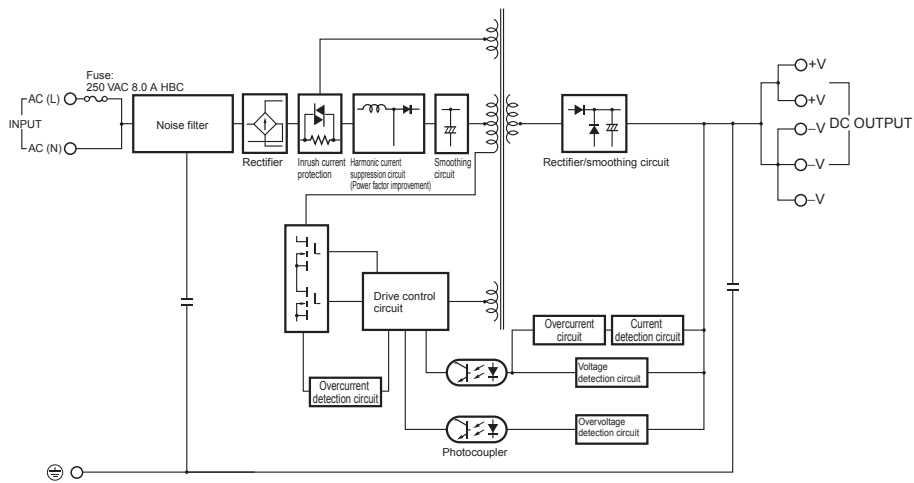 Fuse:
250 VAC 8.0 A HBC
AC (L)
INPUT
AC (N)
Noise filter
Rectifier
Inrush current
protection
Harmonic current
suppression circuit
(Power factor improvement)
Smoothing
circuit
Rectifier/smoothing circuit
+V
+V
–V
–V
–V
DC OUTPUT
Drive control
circuit
Overcurrent
detection circuit
Overcurrent
circuit
Current
detection circuit
Voltage
detection circuit
Overvoltage
detection circuit
Photocoupler